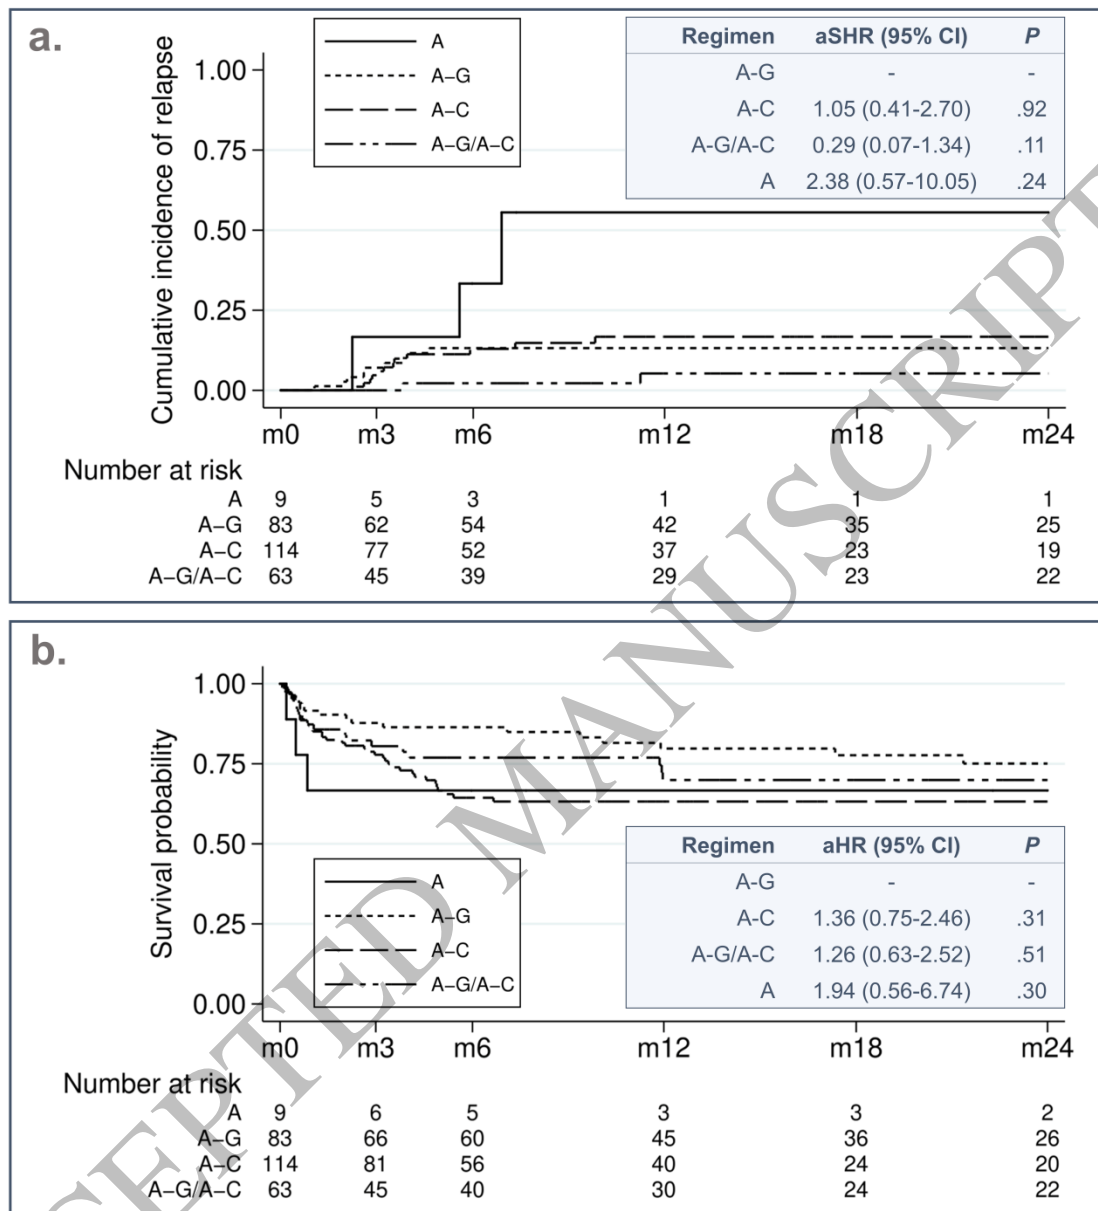 a.
A
A–G
A–C
A–G/A–C
Regimen aSHR (95% CI) P
A-G - -
A-C 1.05 (0.41-2.70) .92
A-G/A-C 0.29 (0.07-1.34) .11
A 2.38 (0.57-10.05) .24
Cumulative incidence of relapse
1.00
0.75
0.50
0.25
0.00
m0 m3 m6 m12 m18 m24
Number at risk
A 9 5 3 1 1 1
A–G 83 62 54 42 35 25
A–C 114 77 52 37 23 19
A–G/A–C 63 45 39 29 23 22
b.
Survival probability
1.00
0.75
0.50
0.25
0.00
A
A–G
A–C
A–G/A–C
Regimen aHR (95% CI) P
A-G - -
A-C 1.36 (0.75-2.46) .31
A-G/A-C 1.26 (0.63-2.52) .51
A 1.94 (0.56-6.74) .30
m0 m3 m6 m12 m18 m24
Number at risk
A 9 6 5 3 3 2
A–G 83 66 60 45 36 26
A–C 114 81 56 40 24 20
A–G/A–C 63 45 40 30 24 22
CEPTED MANUSCRIPT